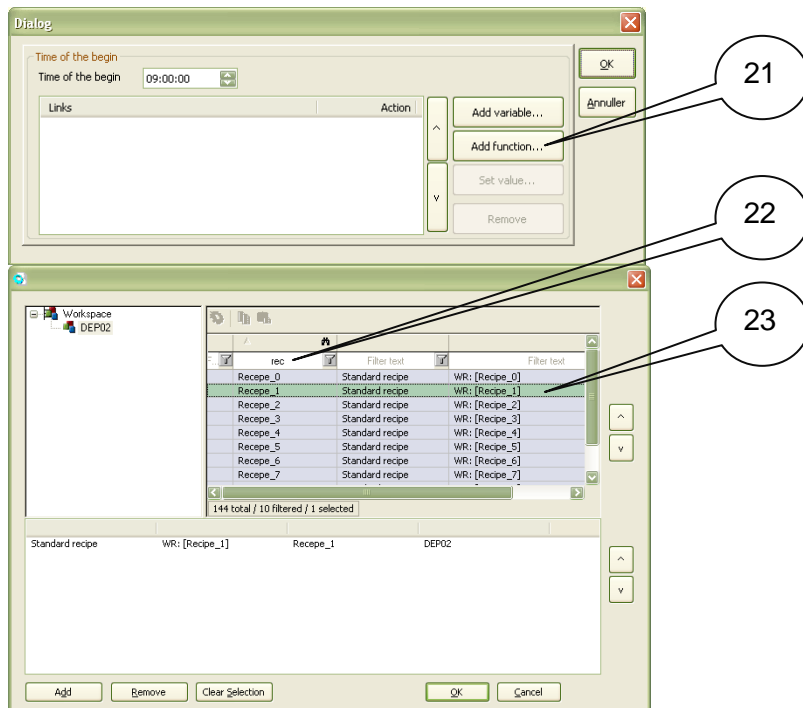 Dialog
Time of the begin
Time of the begin 09:00:00
OK
Annuller
Links Action
Add variable...
Add function...
Set value...
Remove
^
v
21
22
23
Workspace
DEP02
F... rec Filter text Filter text
Recepe_0 Standard recipe WR: [Recipe_0]
Recepe_1 Standard recipe WR: [Recipe_1]
Recepe_2 Standard recipe WR: [Recipe_2]
Recepe_3 Standard recipe WR: [Recipe_3]
Recepe_4 Standard recipe WR: [Recipe_4]
Recepe_5 Standard recipe WR: [Recipe_5]
Recepe_6 Standard recipe WR: [Recipe_6]
Recepe_7 Standard recipe WR: [Recipe_7]
144 total / 10 filtered / 1 selected
^
v
Standard recipe WR: [Recipe_1] Recepe_1 DEP02
^
v
Add Remove Clear Selection OK Cancel